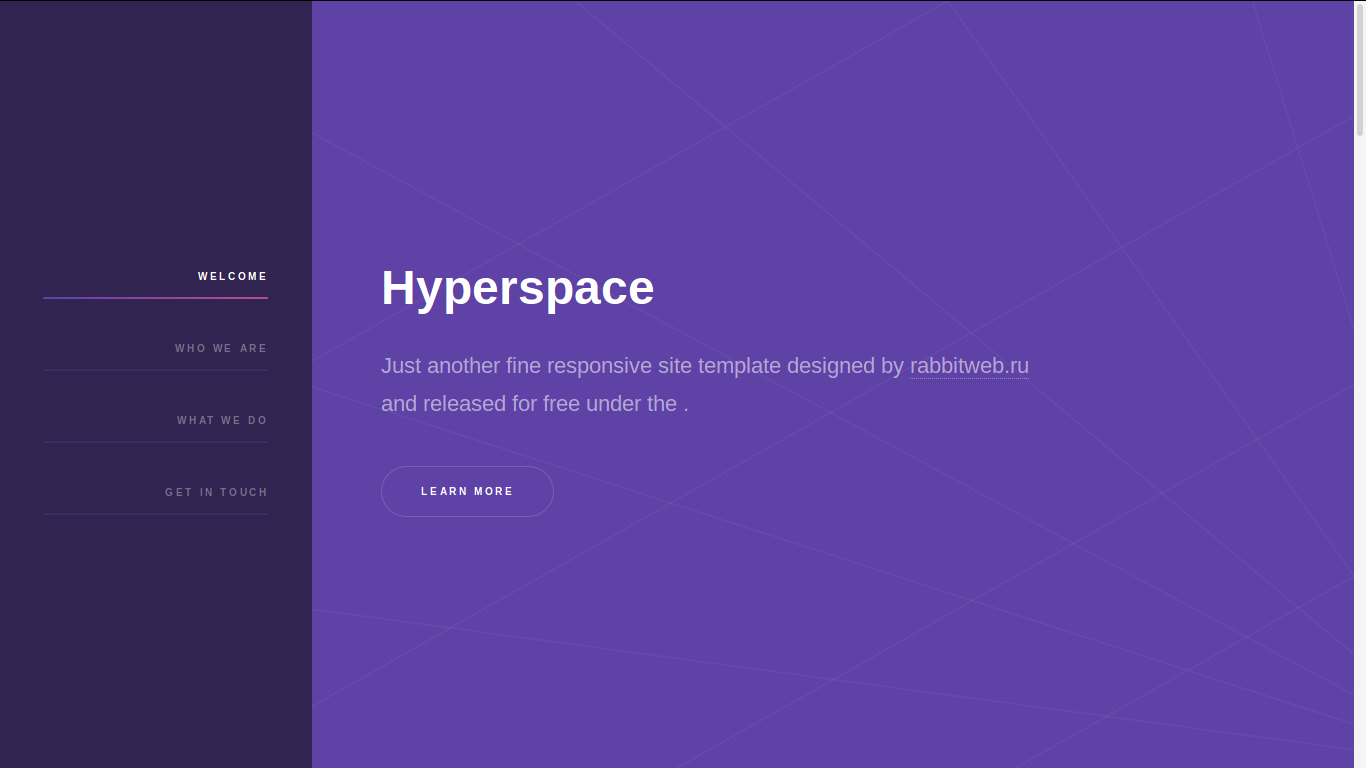 WELCOME
WHO WE ARE
WHAT WE DO
GET IN TOUCH
Hyperspace
Just another fine responsive site template designed by rabbitweb.ru
and released for free under the .
LEARN MORE